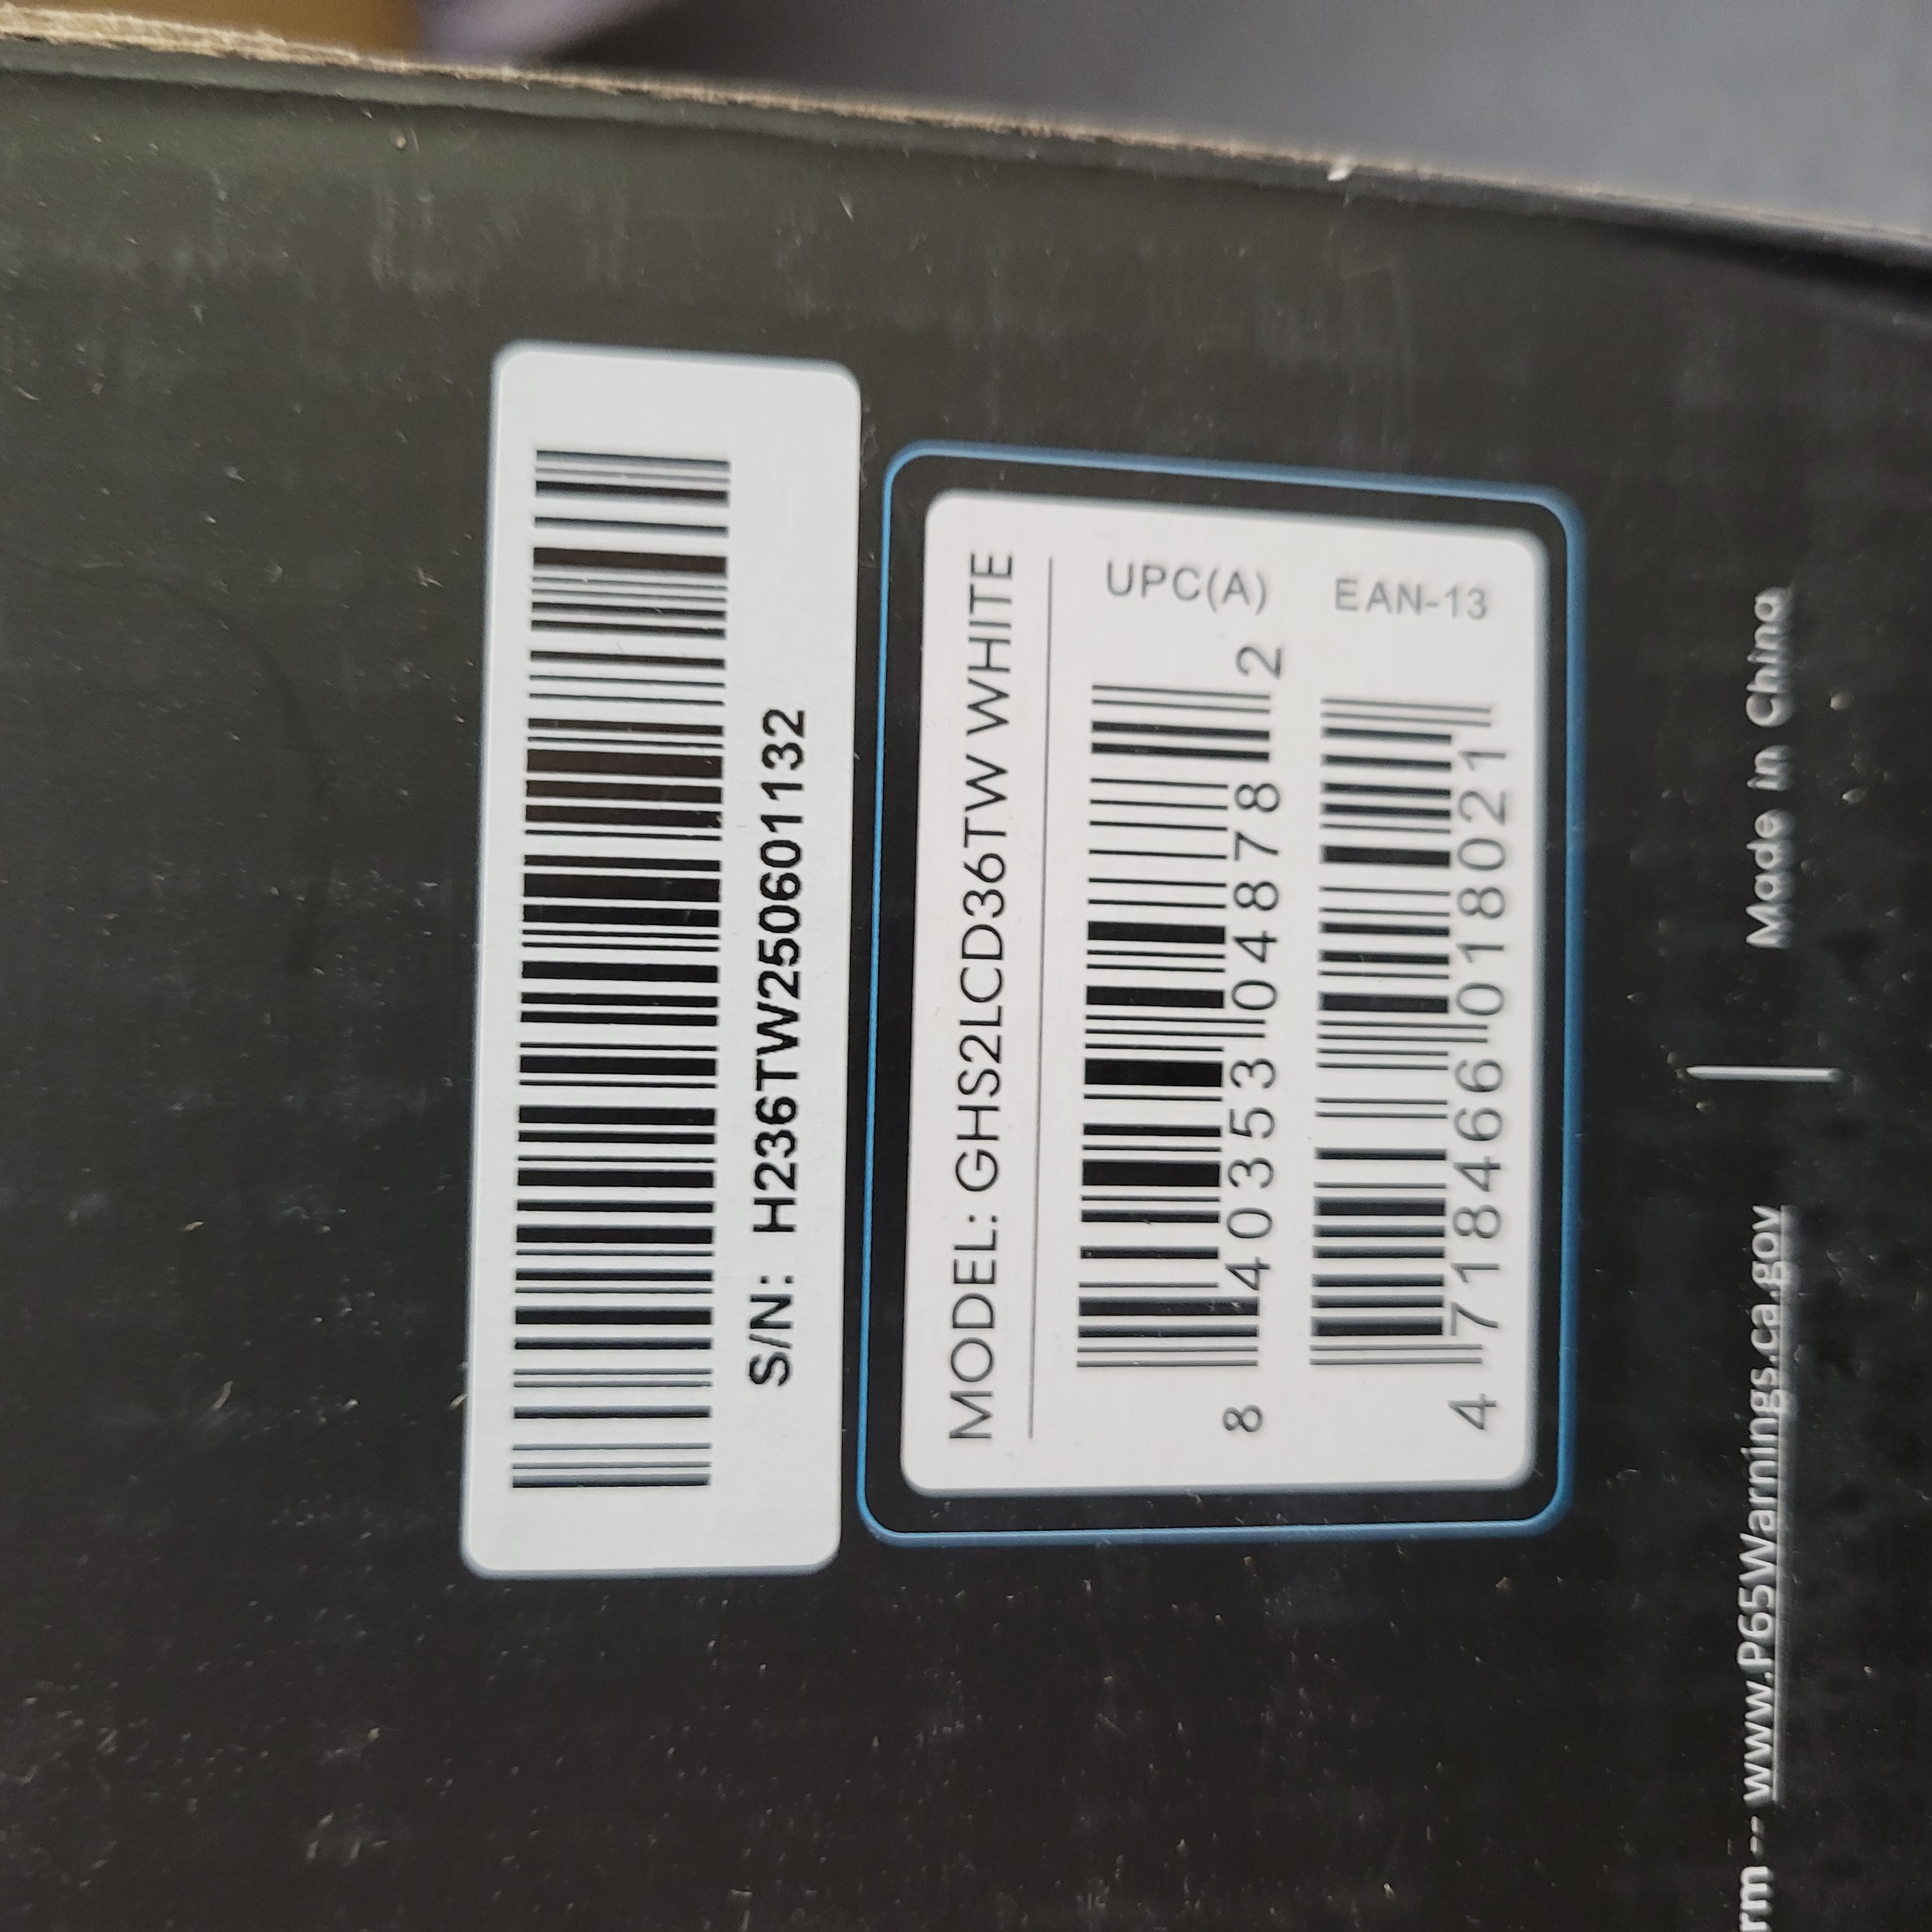 S/N: H236TW250601132
MODEL: GHS2LCD36TW WHITE
UPC(A)
8 40353 04878 2
EAN-13
4 718466 018021
www.P65Warnings.ca.gov | Made in China